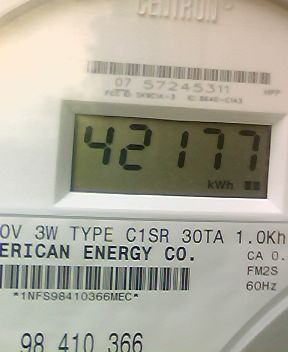 CENTRON
07 57245311
42177
kWh
0V 3W TYPE C1SR 30TA 1.0Kh
ERICAN ENERGY CO.
CA 0.
FM2S
60Hz
*1NFS98410366MEC*
98 410 366